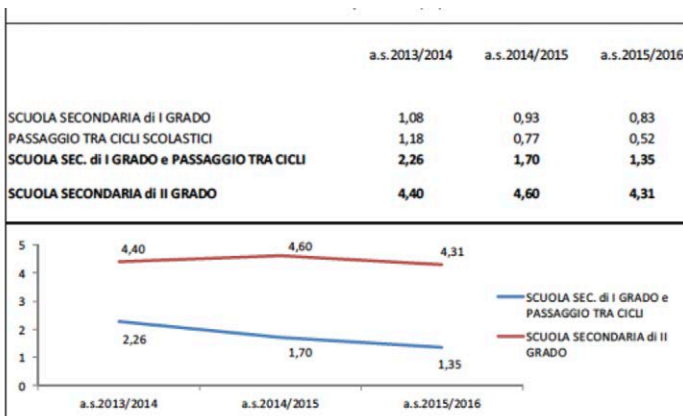 a.s.2013/2014 a.s.2014/2015 a.s.2015/2016
SCUOLA SECONDARIA di I GRADO 1,08 0,93 0,83
PASSAGGIO TRA CICLI SCOLASTICI 1,18 0,77 0,52
SCUOLA SEC. di I GRADO e PASSAGGIO TRA CICLI 2,26 1,70 1,35
SCUOLA SECONDARIA di II GRADO 4,40 4,60 4,31
5
4
3
2
1
0
4,40 4,60 4,31
2,26 1,70 1,35
a.s.2013/2014 a.s.2014/2015 a.s.2015/2016
SCUOLA SEC. di I GRADO e
PASSAGGIO TRA CICLI
SCUOLA SECONDARIA di II
GRADO